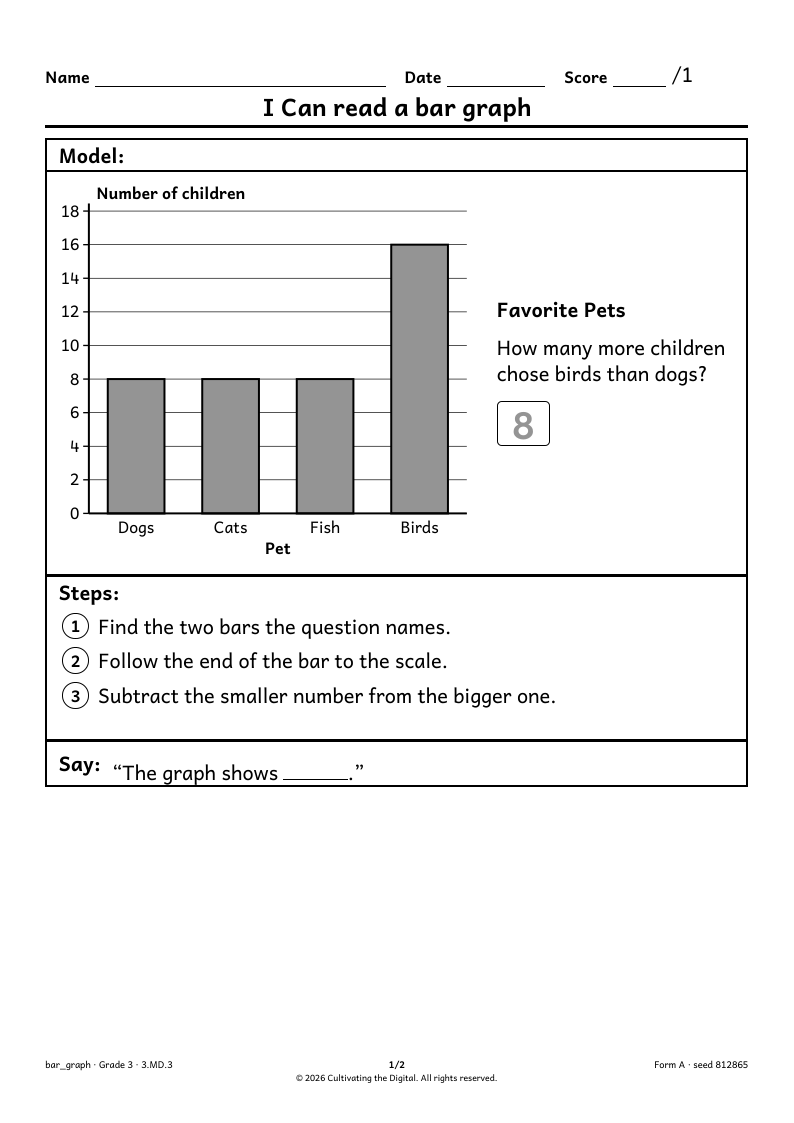 Name Date Score /1
I Can read a bar graph
Model:
Number of children
18
16
14
12
10
8
6
4
2
0
Dogs Cats Fish Birds
Pet
Favorite Pets
How many more children
chose birds than dogs?
8
Steps:
1 Find the two bars the question names.
2 Follow the end of the bar to the scale.
3 Subtract the smaller number from the bigger one.
Say: “The graph shows ______.”
bar_graph · Grade 3 · 3.MD.3 1/2 Form A · seed 812865
© 2026 Cultivating the Digital. All rights reserved.